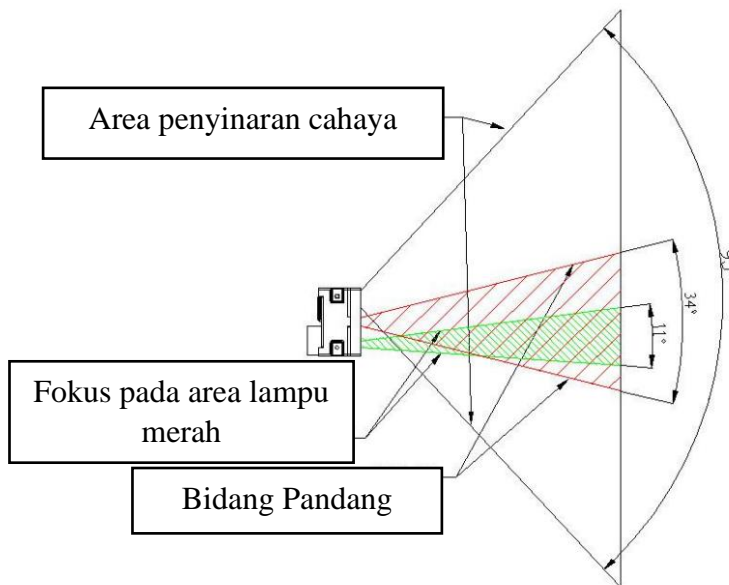 Area penyinaran cahaya
34°
11°
Fokus pada area lampu
merah
Bidang Pandang